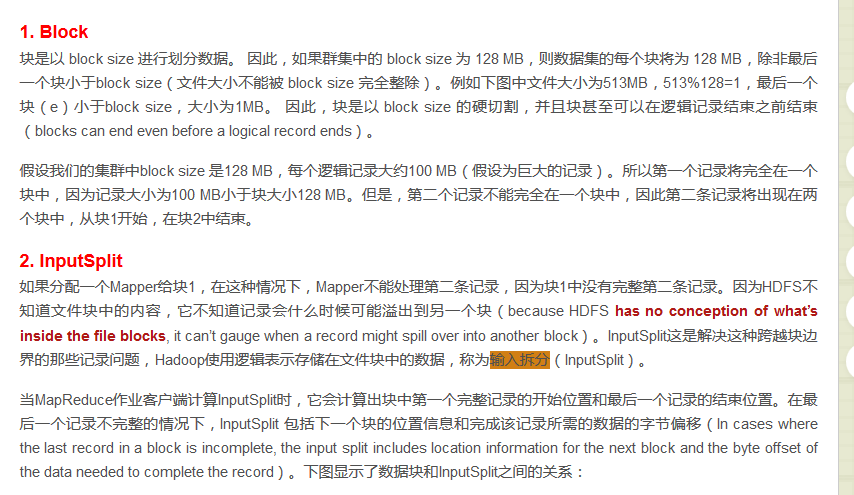 1. Block
块是以 block size 进行划分数据。 因此，如果群集中的 block size 为 128 MB，则数据集的每个块将为 128 MB，除非最后
一个块小于block size（文件大小不能被 block size 完全整除）。例如下图中文件大小为513MB，513%128=1，最后一个
块（e）小于block size，大小为1MB。 因此，块是以 block size 的硬切割，并且块甚至可以在逻辑记录结束之前结束
（blocks can end even before a logical record ends）。
假设我们的集群中block size 是128 MB，每个逻辑记录大约100 MB（假设为巨大的记录）。所以第一个记录将完全在一个
块中，因为记录大小为100 MB小于块大小128 MB。但是，第二个记录不能完全在一个块中，因此第二条记录将出现在两
个块中，从块1开始，在块2中结束。
2. InputSplit
如果分配一个Mapper给块1，在这种情况下，Mapper不能处理第二条记录，因为块1中没有完整第二条记录。因为HDFS不
知道文件块中的内容，它不知道记录会什么时候可能溢出到另一个块（because HDFS has no conception of what’s
inside the file blocks, it can’t gauge when a record might spill over into another block）。InputSplit这是解决这种跨越块边
界的那些记录问题，Hadoop使用逻辑表示存储在文件块中的数据，称为输入拆分（InputSplit）。
当MapReduce作业客户端计算InputSplit时，它会计算出块中第一个完整记录的开始位置和最后一个记录的结束位置。在最
后一个记录不完整的情况下，InputSplit 包括下一个块的位置信息和完成该记录所需的数据的字节偏移（In cases where
the last record in a block is incomplete, the input split includes location information for the next block and the byte offset of
the data needed to complete the record）。下图显示了数据块和InputSplit之间的关系：